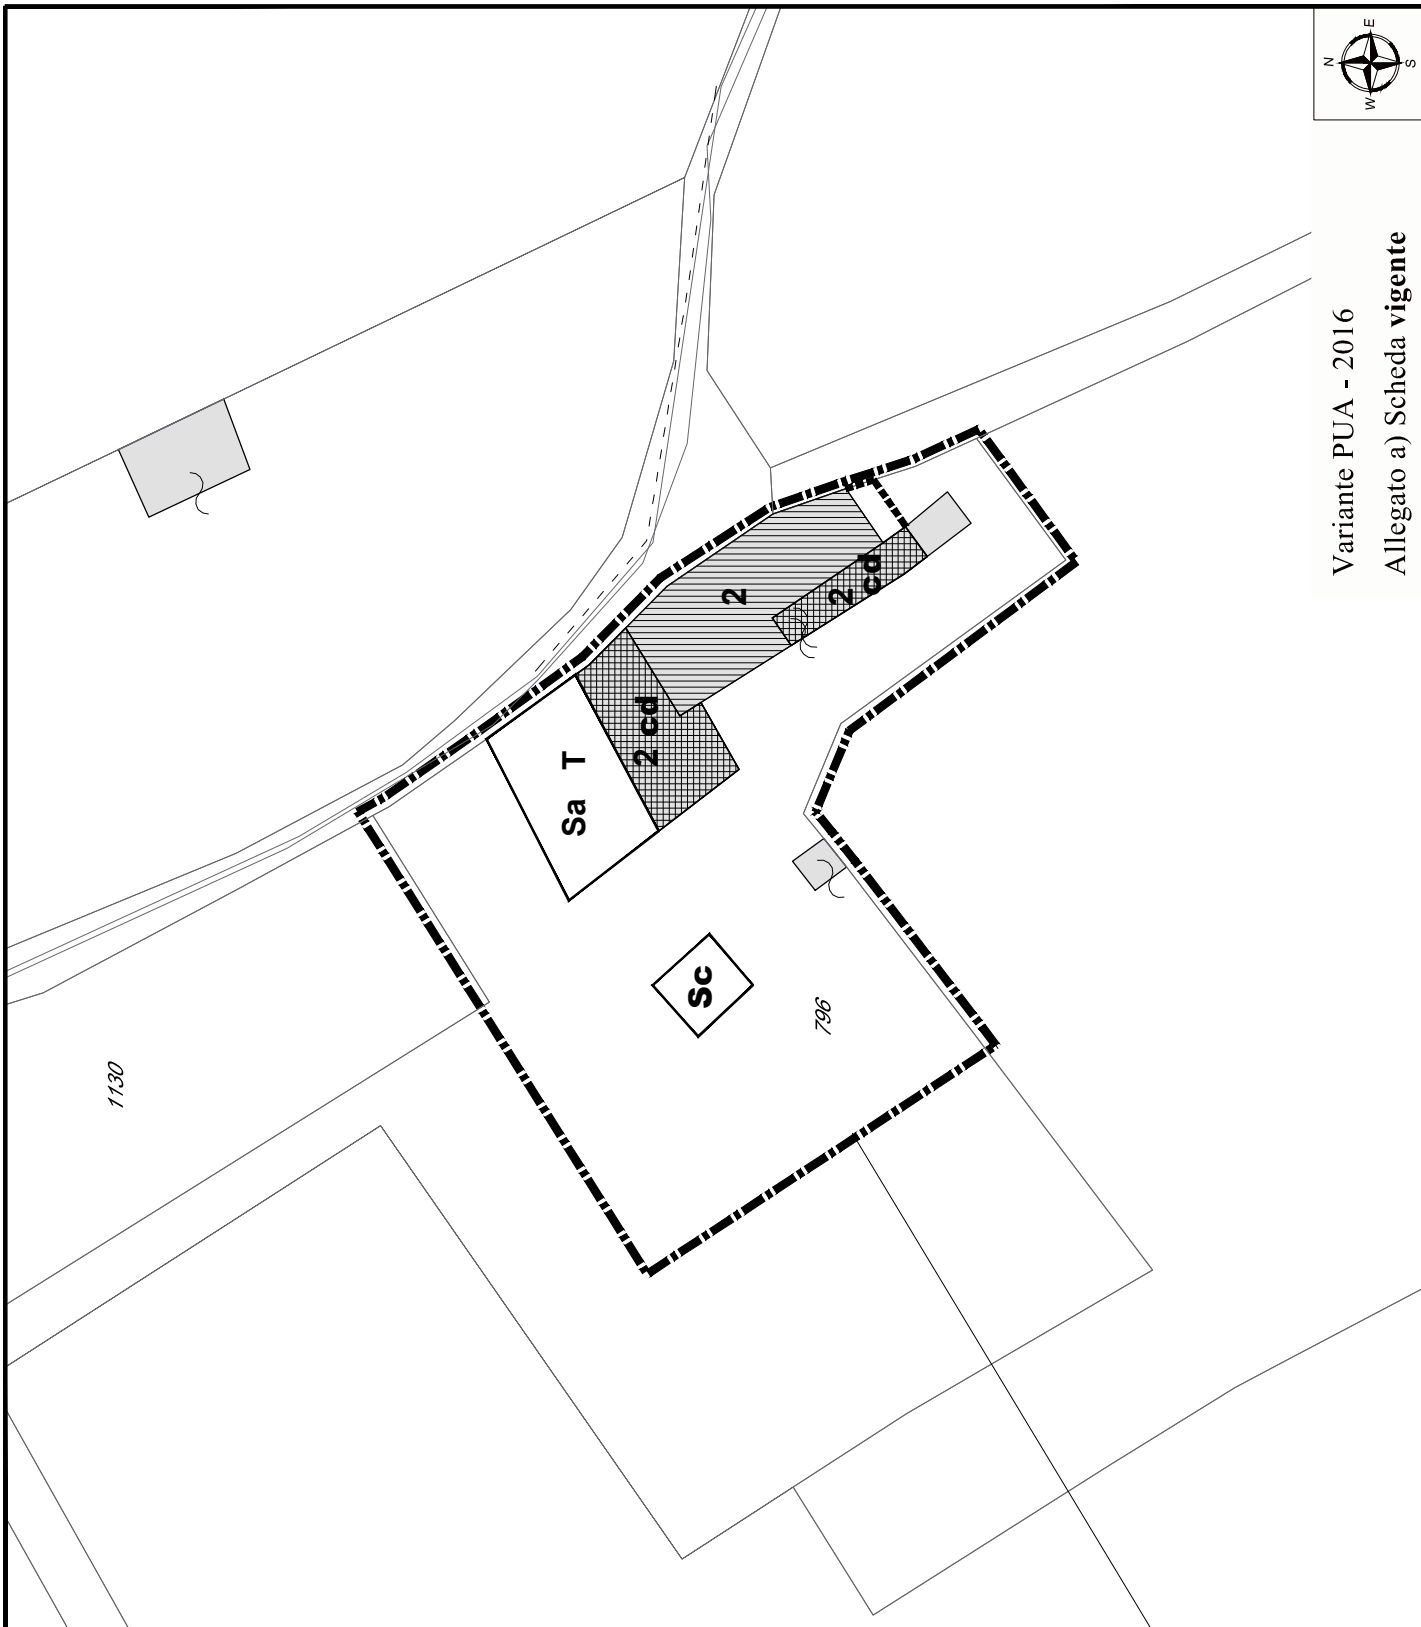 N
E
S
W
Variante PUA - 2016
Allegato a) Scheda vigente
1130
Sa T
2 cd
2
2
cd
Sc
796